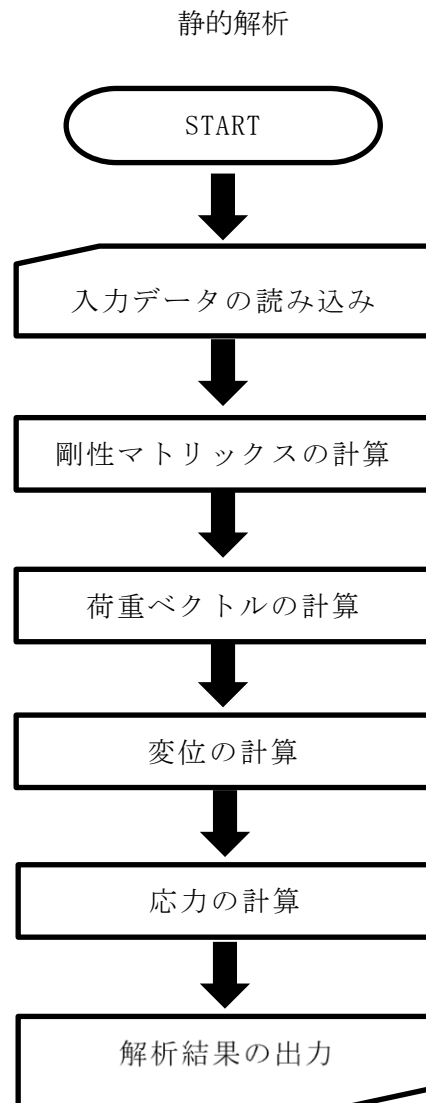 静的解析
START
入力データの読み込み
剛性マトリックスの計算
荷重ベクトルの計算
変位の計算
応力の計算
解析結果の出力